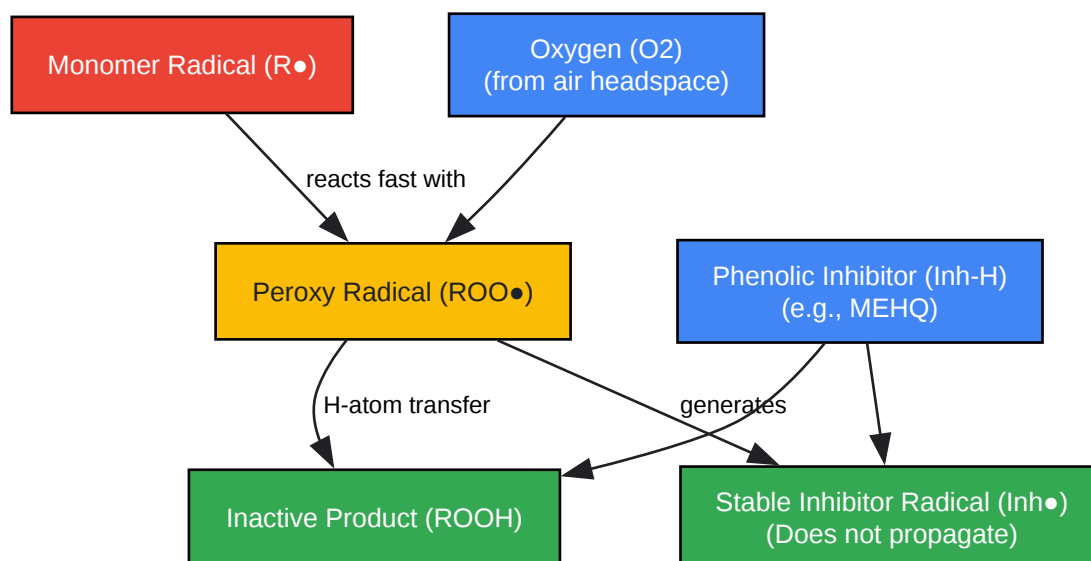 Monomer Radical (R●)
Oxygen (O2)
(from air headspace)
reacts fast with
Peroxy Radical (ROO●)
Phenolic Inhibitor (Inh-H)
(e.g., MEHQ)
H-atom transfer
generates
Inactive Product (ROOH)
Stable Inhibitor Radical (Inh●)
(Does not propagate)